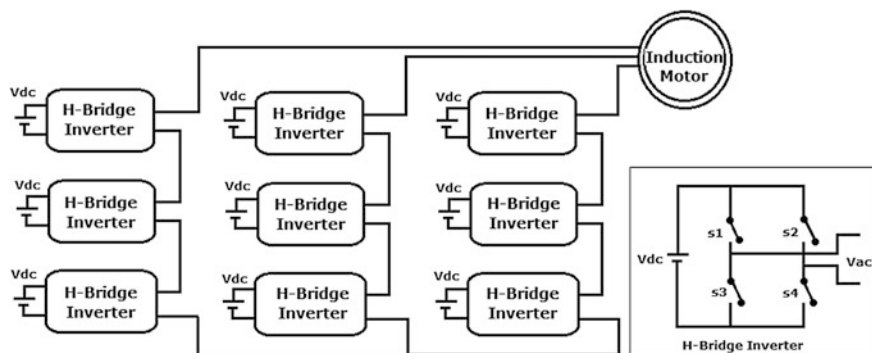 Induction
Motor
Vdc
H-Bridge
Inverter
Vdc
H-Bridge
Inverter
Vdc
H-Bridge
Inverter
Vdc
H-Bridge
Inverter
Vdc
H-Bridge
Inverter
Vdc
H-Bridge
Inverter
Vdc
H-Bridge
Inverter
Vdc
H-Bridge
Inverter
Vdc
H-Bridge
Inverter
s1
s2
Vdc
Vac
s3
s4
H-Bridge Inverter